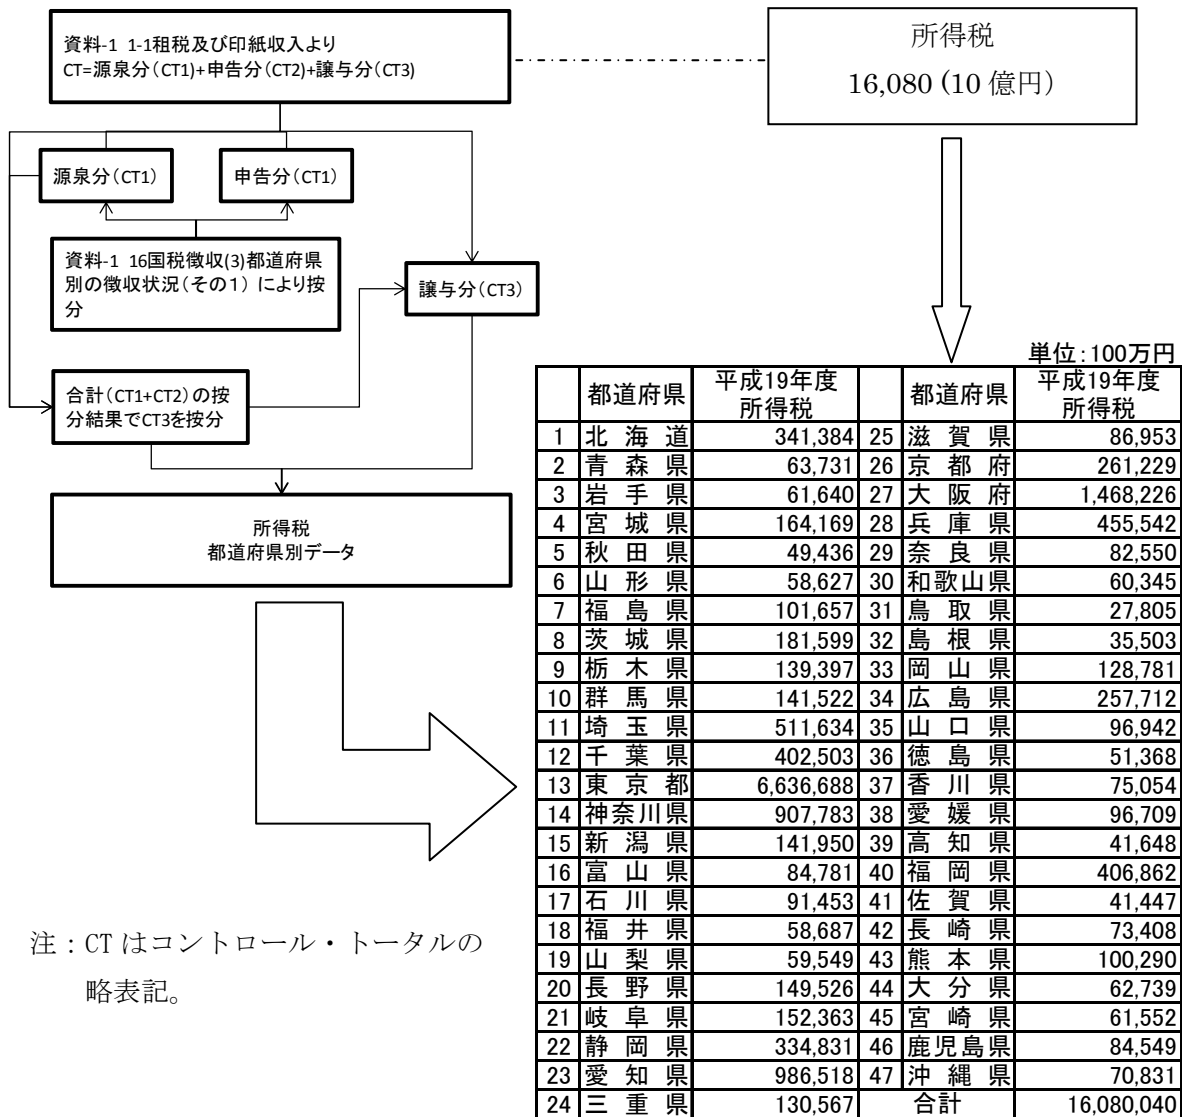 資料-1 1-1租税及び印紙収入より
CT=源泉分(CT1)+申告分(CT2)+譲与分(CT3)
所得税
16,080 (10 億円)
源泉分(CT1)
申告分(CT1)
資料-1 16国税徴収(3)都道府県
別の徴収状況(その1) により按
分
譲与分(CT3)
合計(CT1+CT2)の按
分結果でCT3を按分
所得税
都道府県別データ
注：CT はコントロール・トータルの
略表記。
単位:100万円
都道府県 平成19年度 都道府県 平成19年度
所得税 所得税
1 北海道 341,384 25 滋賀県 86,953
2 青森県 63,731 26 京都府 261,229
3 岩手県 61,640 27 大阪府 1,468,226
4 宮城県 164,169 28 兵庫県 455,542
5 秋田県 49,436 29 奈良県 82,550
6 山形県 58,627 30 和歌山県 60,345
7 福島県 101,657 31 鳥取県 27,805
8 茨城県 181,599 32 島根県 35,503
9 栃木県 139,397 33 岡山県 128,781
10 群馬県 141,522 34 広島県 257,712
11 埼玉県 511,634 35 山口県 96,942
12 千葉県 402,503 36 徳島県 51,368
13 東京都 6,636,688 37 香川県 75,054
14 神奈川県 907,783 38 愛媛県 96,709
15 新潟県 141,950 39 高知県 41,648
16 富山県 84,781 40 福岡県 406,862
17 石川県 91,453 41 佐賀県 41,447
18 福井県 58,687 42 長崎県 73,408
19 山梨県 59,549 43 熊本県 100,290
20 長野県 149,526 44 大分県 62,739
21 岐阜県 152,363 45 宮崎県 61,552
22 静岡県 334,831 46 鹿児島県 84,549
23 愛知県 986,518 47 沖縄県 70,831
24 三重県 130,567 合計 16,080,040